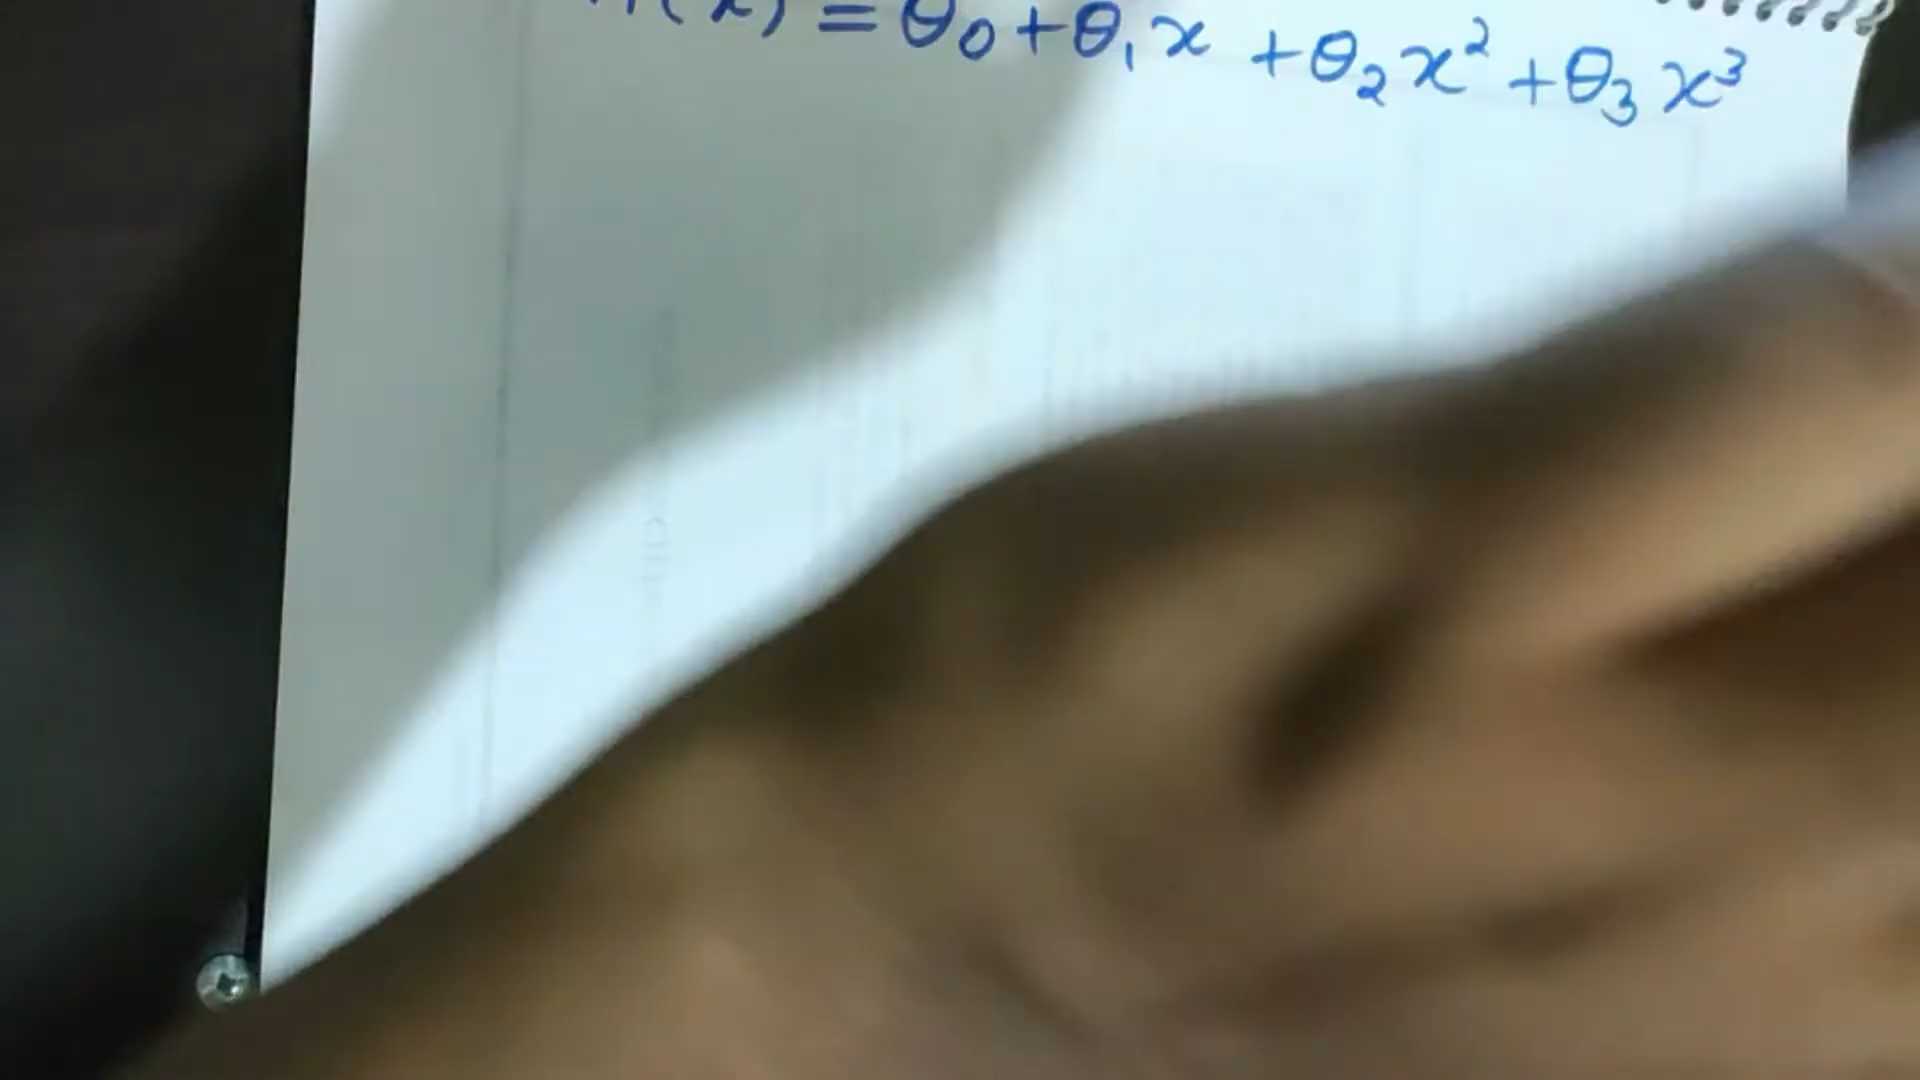 (x) = θ₀ + θ₁x + θ₂x² + θ₃x³